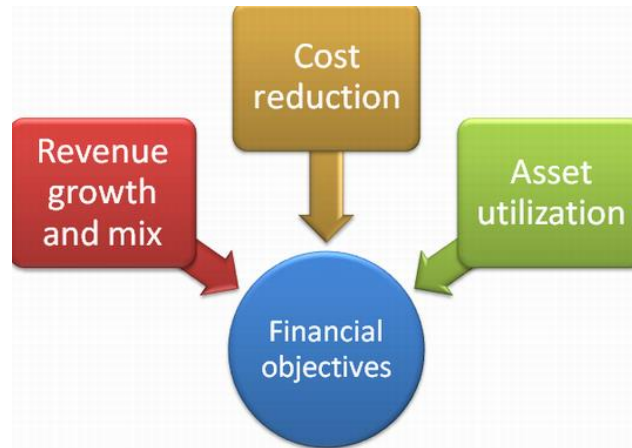 Cost
reduction
Revenue
growth
and mix
Asset
utilization
Financial
objectives